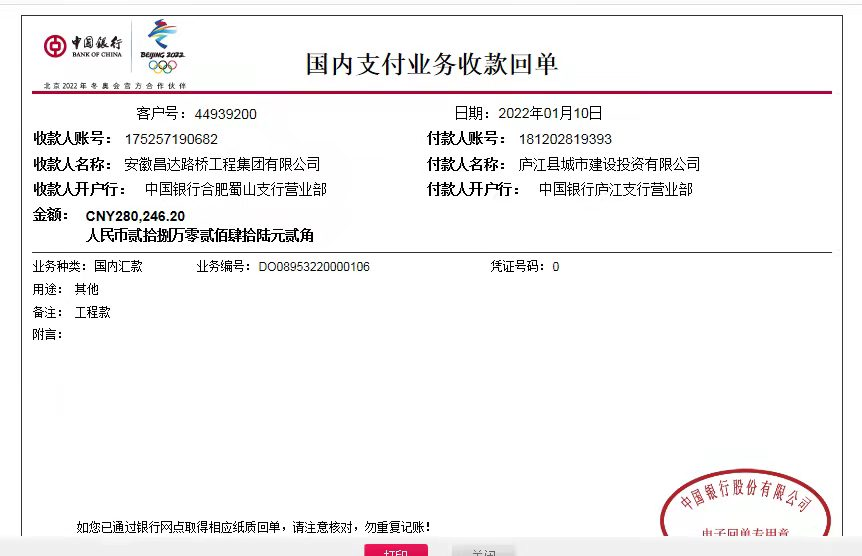 中国银行
BANK OF CHINA
BEIJING 2022
北京2022年冬奥会官方合作伙伴
国内支付业务收款回单
客户号：44939200 日期：2022年01月10日
收款人账号：175257190682 付款人账号：181202819393
收款人名称：安徽昌达路桥工程集团有限公司 付款人名称：庐江县城市建设投资有限公司
收款人开户行：中国银行合肥蜀山支行营业部 付款人开户行：中国银行庐江支行营业部
金额：CNY280,246.20
人民币贰拾捌万零贰佰肆拾陆元贰角
业务种类：国内汇款 业务编号：DO08953220000106 凭证号码：0
用途：其他
备注：工程款
附言：
中国银行股份有限公司
电子回单专用章
如您已通过银行网点取得相应纸质回单，请注意核对，勿重复记账！
打印 关闭